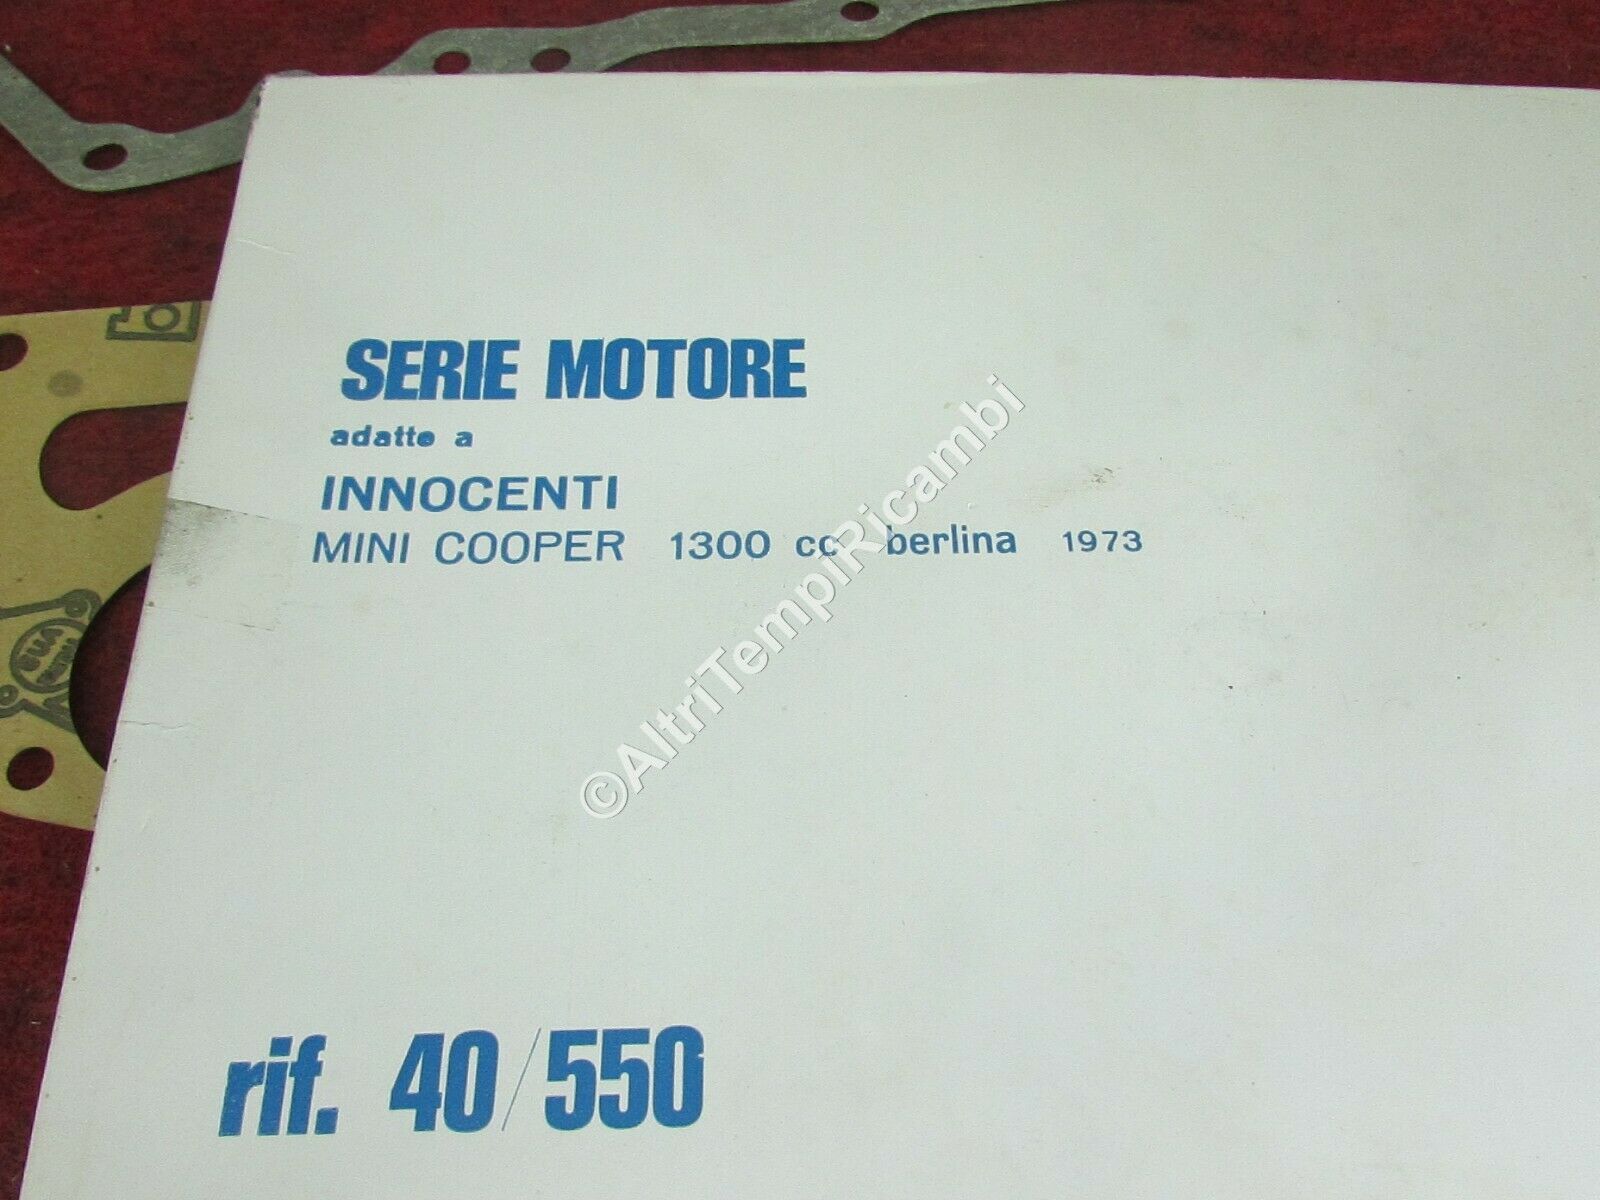 SERIE MOTORE
adatte a
INNOCENTI
MINI COOPER 1300 cc berlina 1973
©AltriTempiRicambi
rif. 40/550